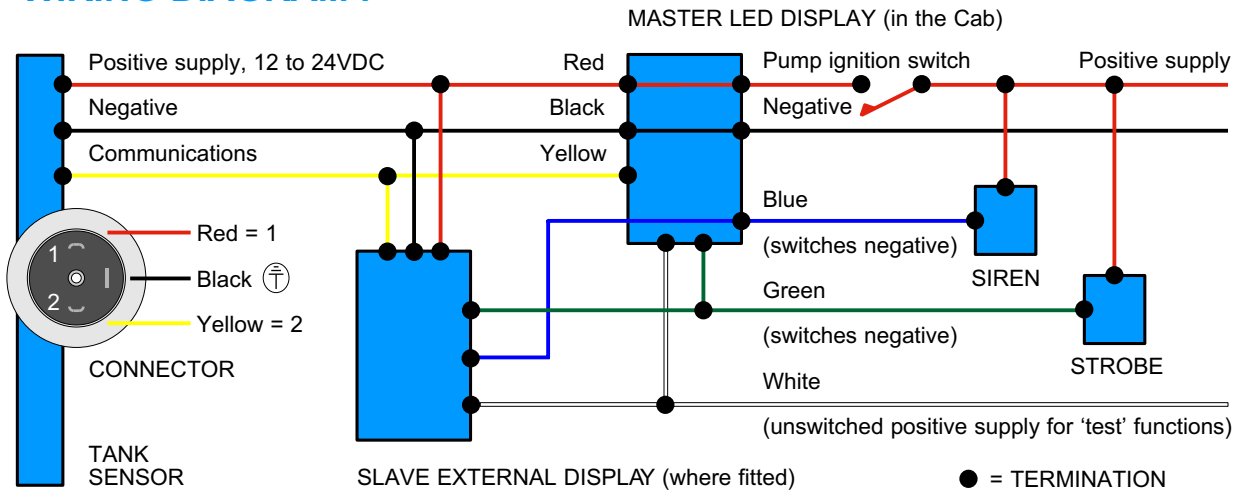 MASTER LED DISPLAY (in the Cab)
Positive supply, 12 to 24VDC
Red
Pump ignition switch
Positive supply
Negative
Black
Negative
Communications
Yellow
Blue
(switches negative)
SIREN
1
2
Red = 1
Black
Yellow = 2
CONNECTOR
Green
(switches negative)
STROBE
White
(unswitched positive supply for ‘test’ functions)
TANK
SENSOR
SLAVE EXTERNAL DISPLAY (where fitted)
= TERMINATION